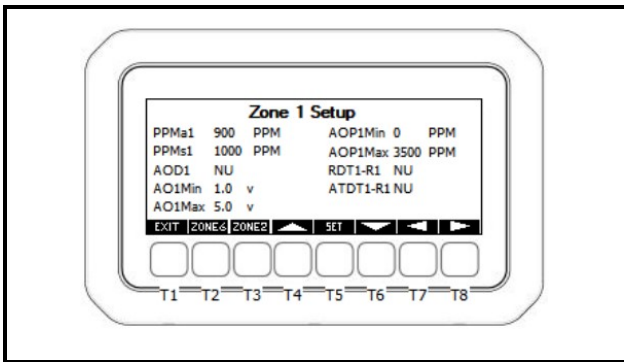 Zone 1 Setup
PPMa1 900 PPM AOP1Min 0 PPM
PPMs1 1000 PPM AOP1Max 3500 PPM
AOD1 NU RDT1-R1 NU
AO1Min 1.0 v ATDT1-R1 NU
AO1Max 5.0 v
EXIT ZONE6 ZONE2 SET
T1 T2 T3 T4 T5 T6 T7 T8